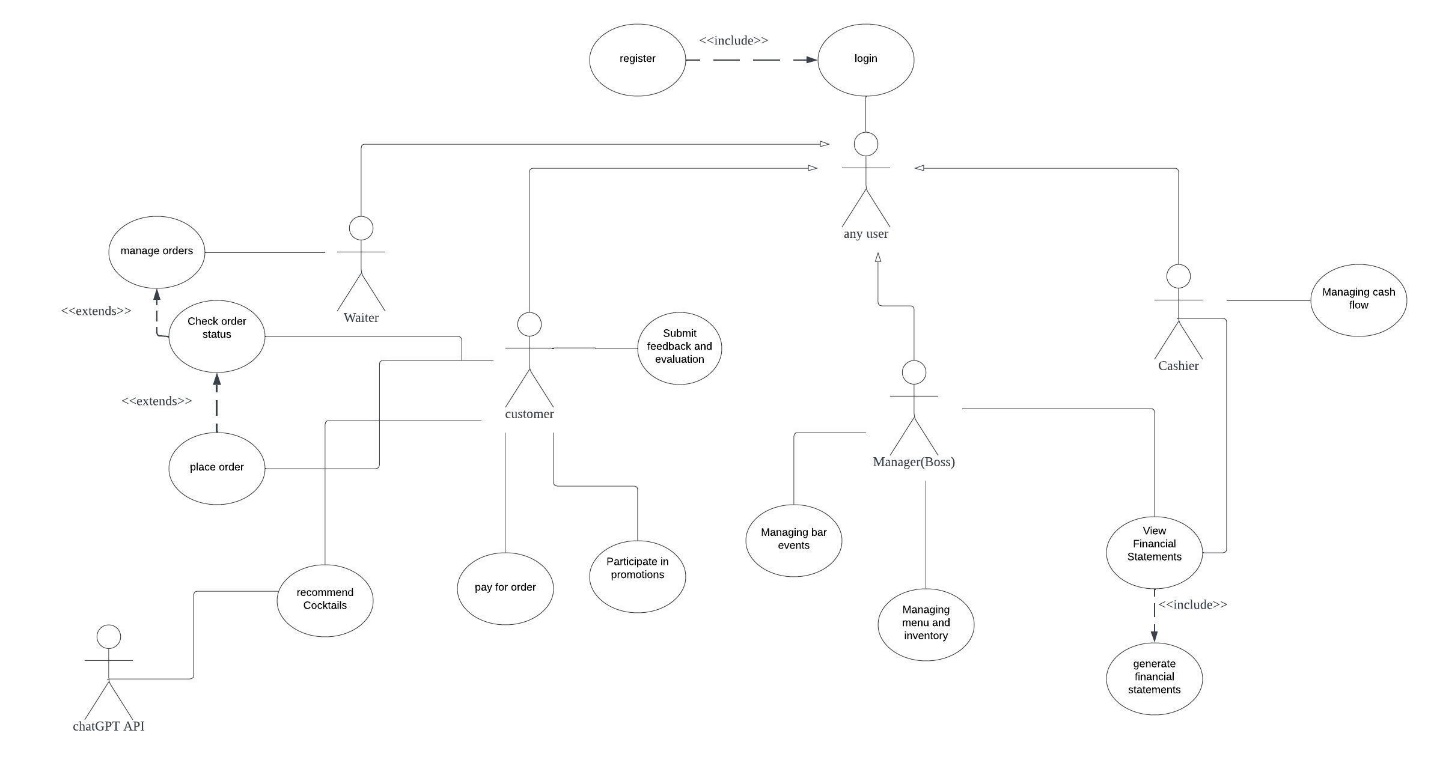 <<include>>
register
login
any user
manage orders
<<extends>>
Waiter
Check order
status
<<extends>>
place order
customer
Submit
feedback and
evaluation
Managing cash
flow
Cashier
Manager(Boss)
Managing bar
events
View
Financial
Statements
recommend
Cocktails
pay for order
Participate in
promotions
Managing
menu and
inventory
<<include>>
generate
financial
statements
chatGPT API